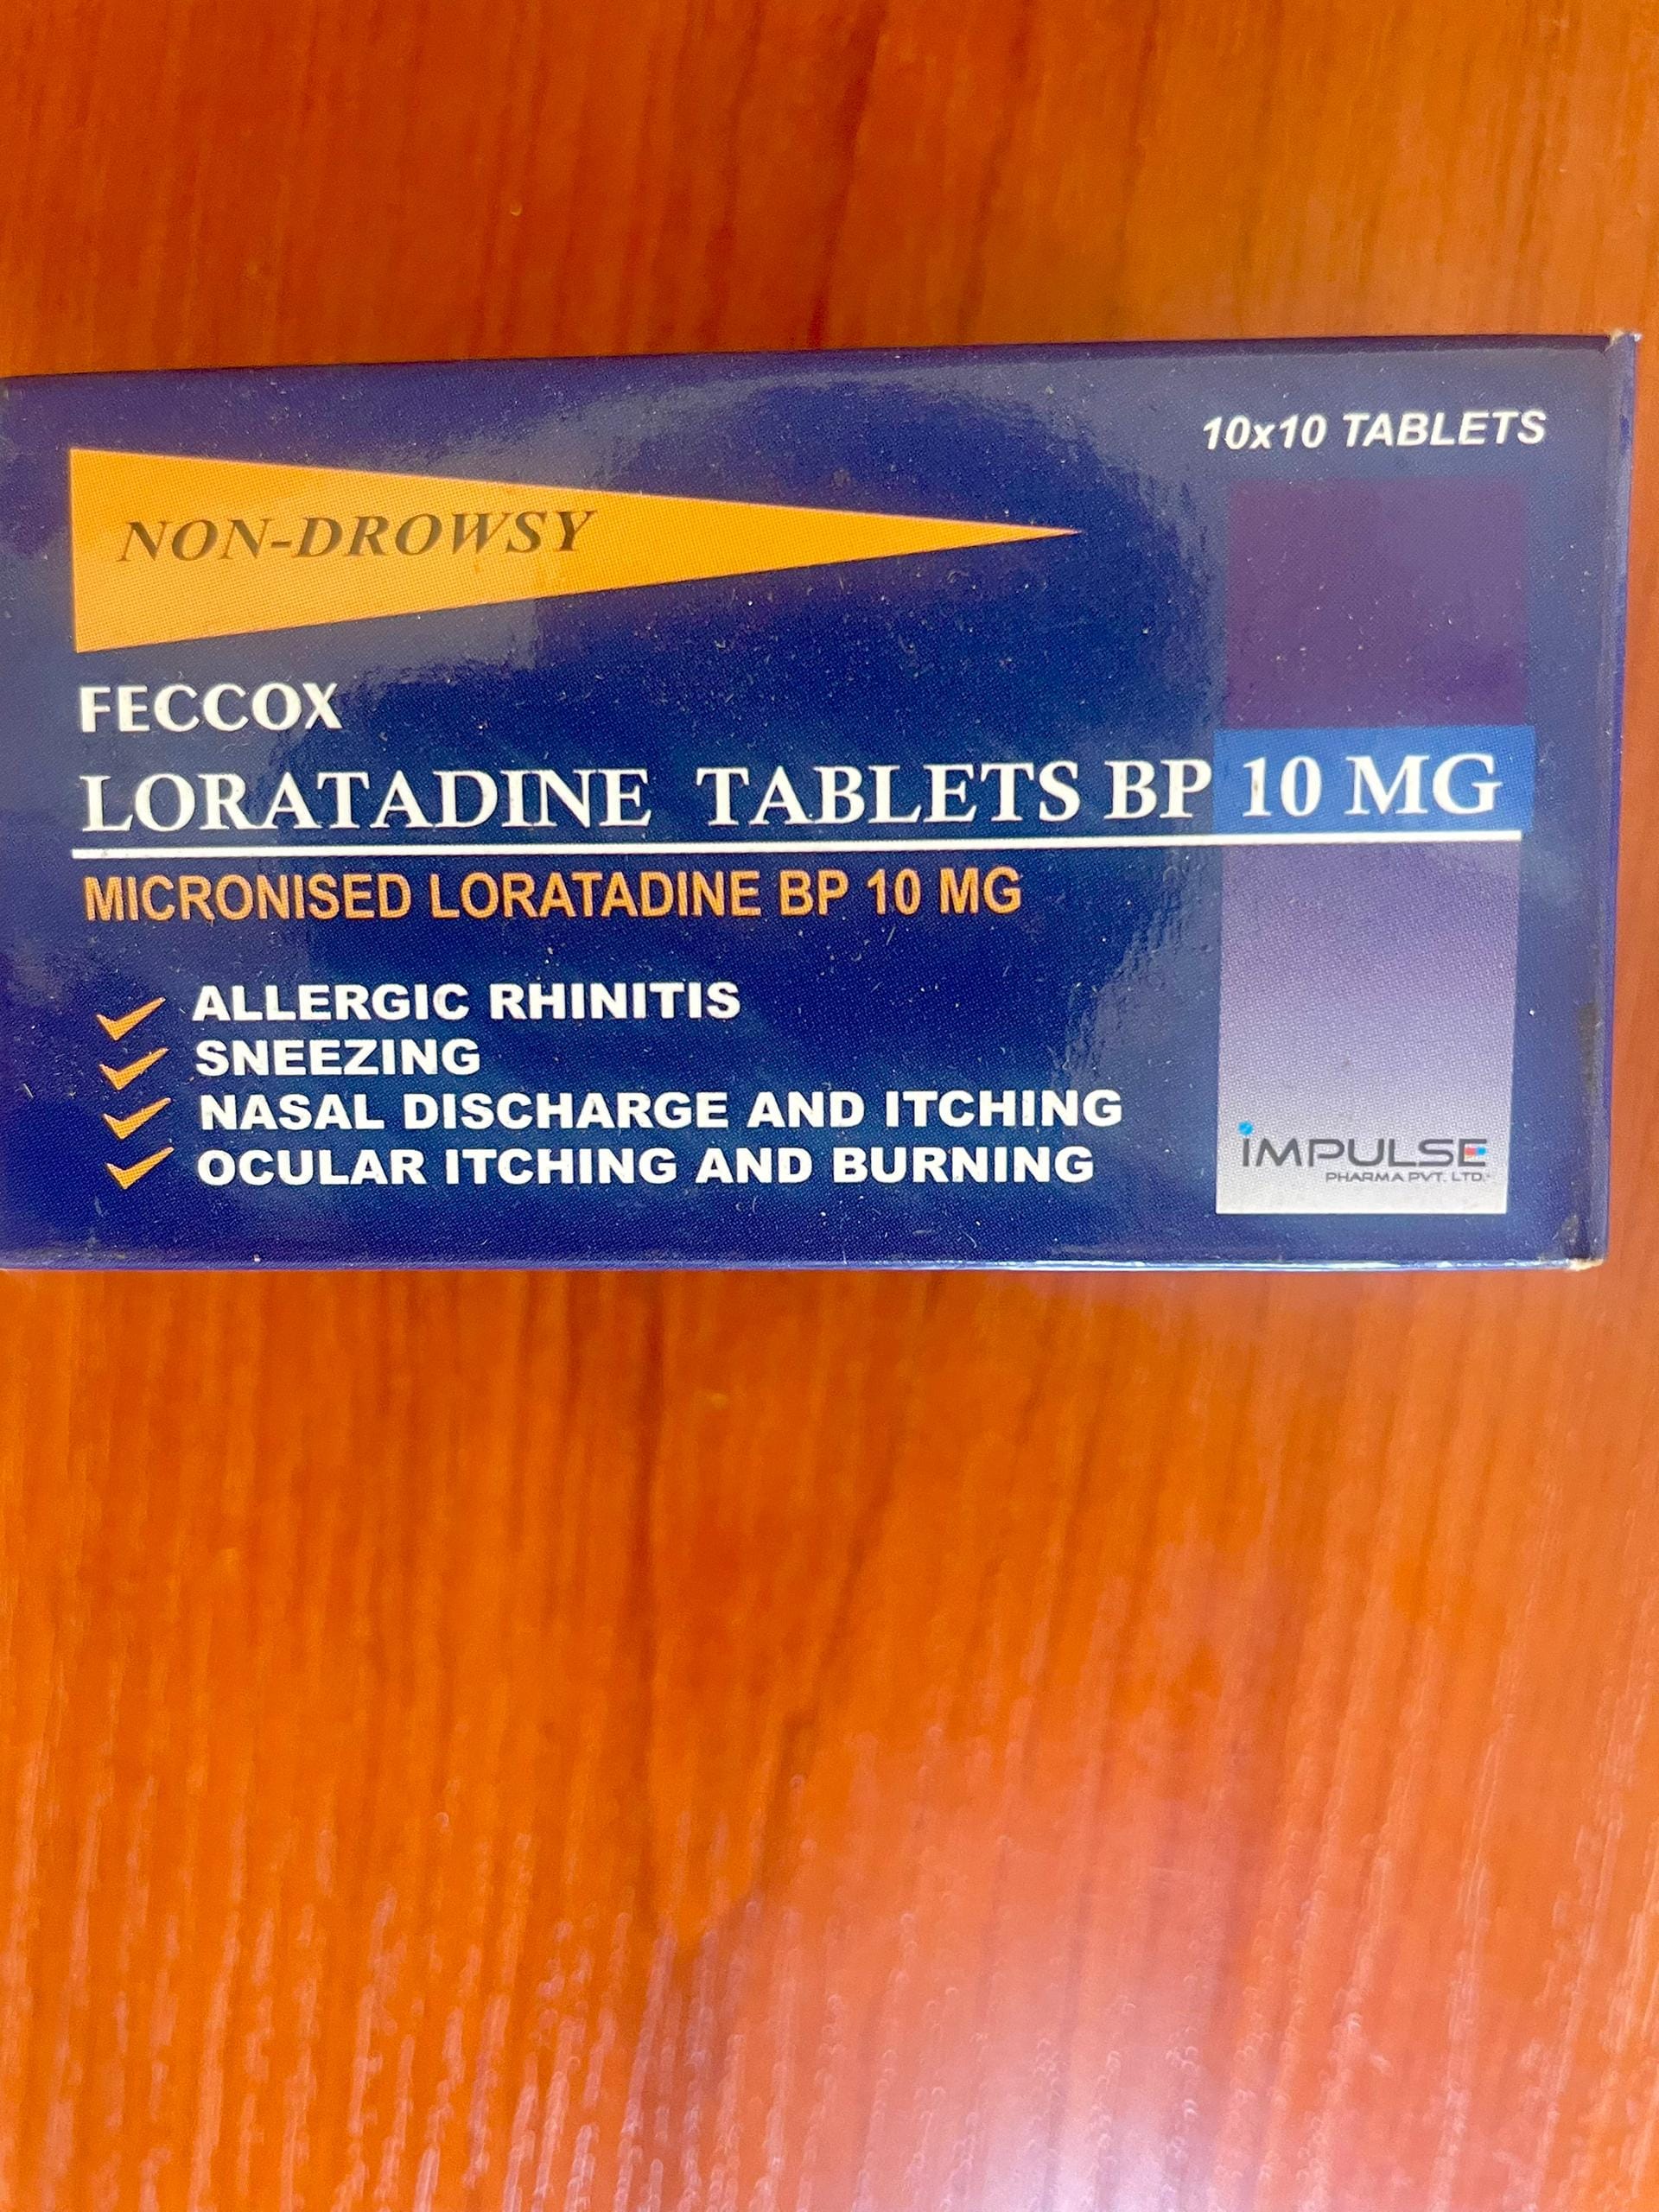 10x10 TABLETS
NON-DROWSY
FECCOX
LORATADINE TABLETS BP 10 MG
MICRONISED LORATADINE BP 10 MG
ALLERGIC RHINITIS
SNEEZING
NASAL DISCHARGE AND ITCHING
OCULAR ITCHING AND BURNING
iMPULSE
PHARMA PVT. LTD.